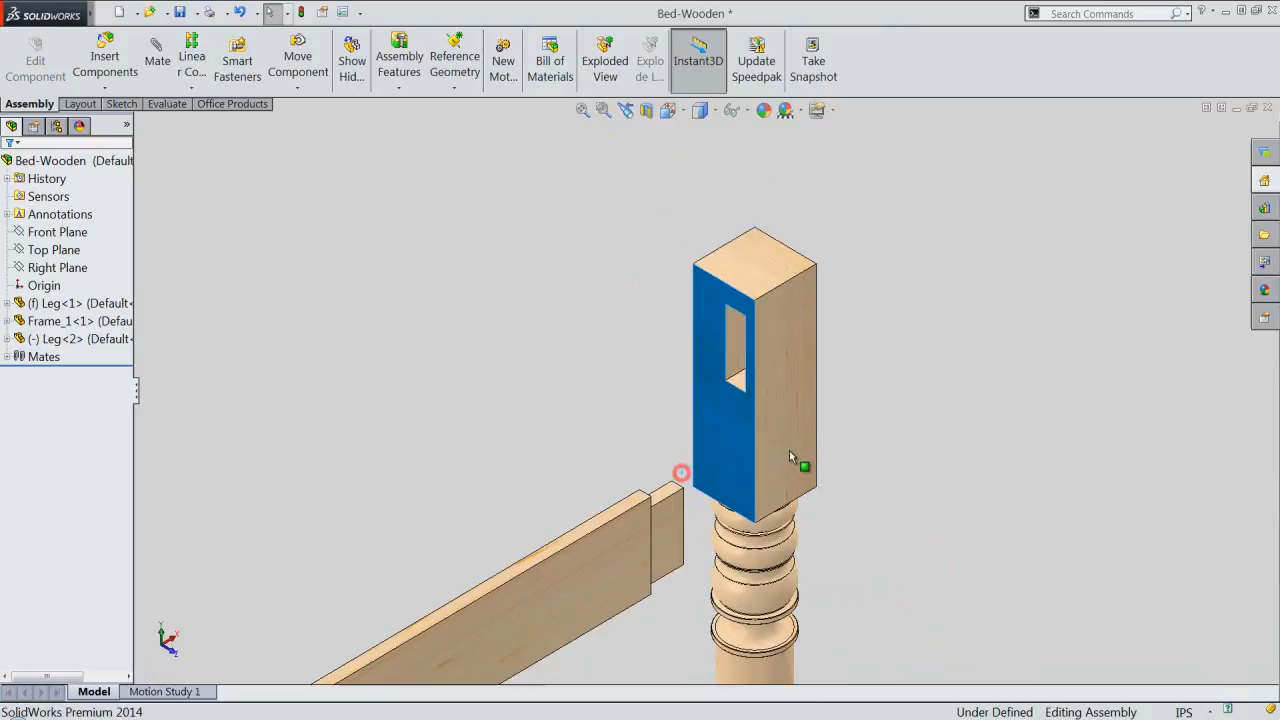 SOLIDWORKS
Bed-Wooden *
Search Commands
Edit Component
Insert Components
Mate
Linea r Co...
Smart Fasteners
Move Component
Show Hid...
Assembly Features
Reference Geometry
New Mot...
Bill of Materials
Exploded View
Explo de L...
Instant3D
Update Speedpak
Take Snapshot
Assembly Layout Sketch Evaluate Office Products
Bed-Wooden (Default
History
Sensors
Annotations
Front Plane
Top Plane
Right Plane
Origin
(f) Leg<1> (Default<
Frame_1<1> (Defau
(-) Leg<2> (Default<
Mates
Y
X
Z
Model Motion Study 1
SolidWorks Premium 2014 Under Defined Editing Assembly IPS